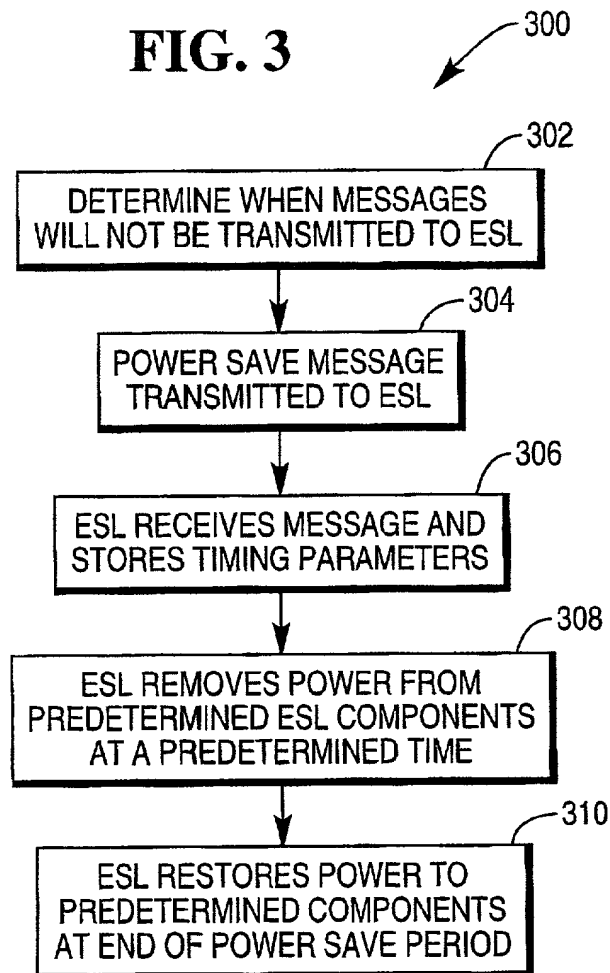 FIG. 3
300
302
DETERMINE WHEN MESSAGES
WILL NOT BE TRANSMITTED TO ESL
304
POWER SAVE MESSAGE
TRANSMITTED TO ESL
306
ESL RECEIVES MESSAGE AND
STORES TIMING PARAMETERS
308
ESL REMOVES POWER FROM
PREDETERMINED ESL COMPONENTS
AT A PREDETERMINED TIME
310
ESL RESTORES POWER TO
PREDETERMINED COMPONENTS
AT END OF POWER SAVE PERIOD